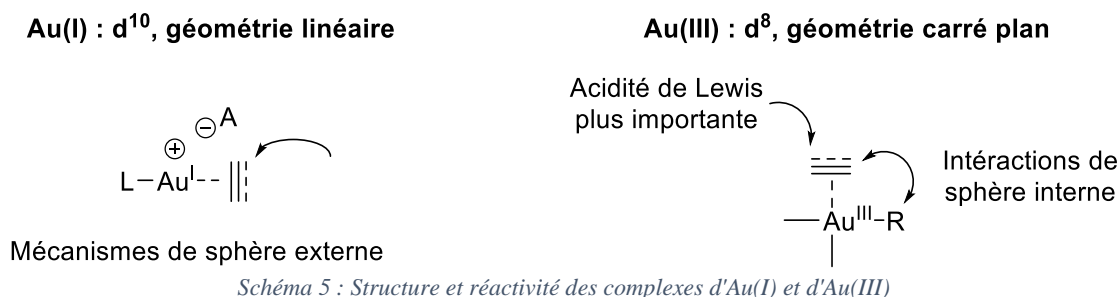 Au(I) : d10, géométrie linéaire
Au(III) : d8, géométrie carré plan
Acidité de Lewis
plus importante
⊖ A
⊕
L–AuI
Intéractions de
sphère interne
AuIII–R
Mécanismes de sphère externe
Schéma 5 : Structure et réactivité des complexes d'Au(I) et d'Au(III)